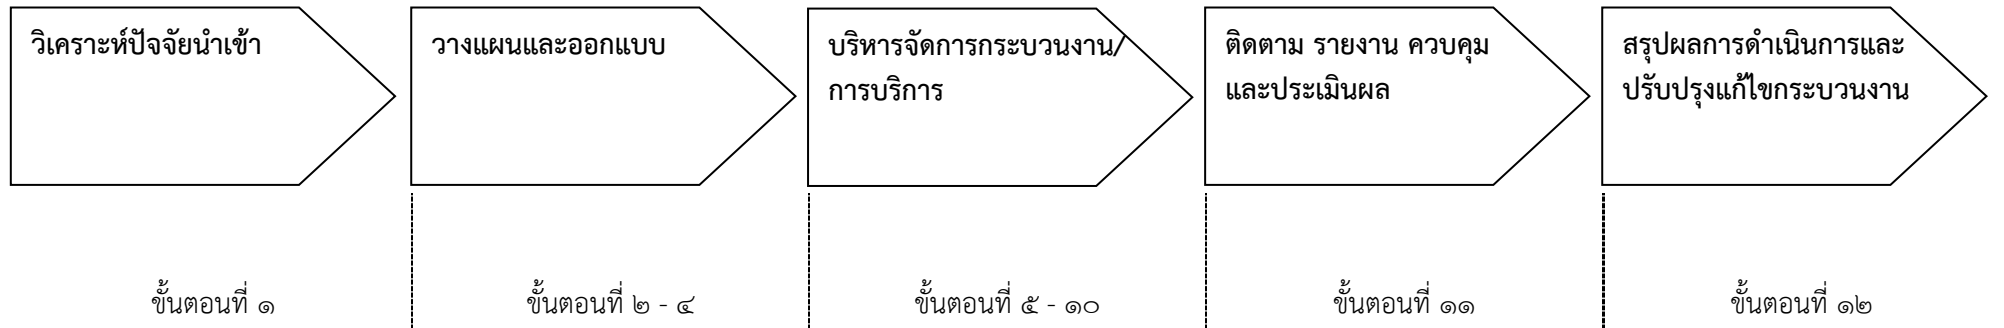 วิเคราะห์ปัจจัยนำเข้า
วางแผนและออกแบบ
บริหารจัดการกระบวนงาน/
การบริการ
ติดตาม รายงาน ควบคุม
และประเมินผล
สรุปผลการดำเนินการและ
ปรับปรุงแก้ไขกระบวนงาน
ขั้นตอนที่ ๑
ขั้นตอนที่ ๒ - ๔
ขั้นตอนที่ ๕ - ๑๐
ขั้นตอนที่ ๑๑
ขั้นตอนที่ ๑๒